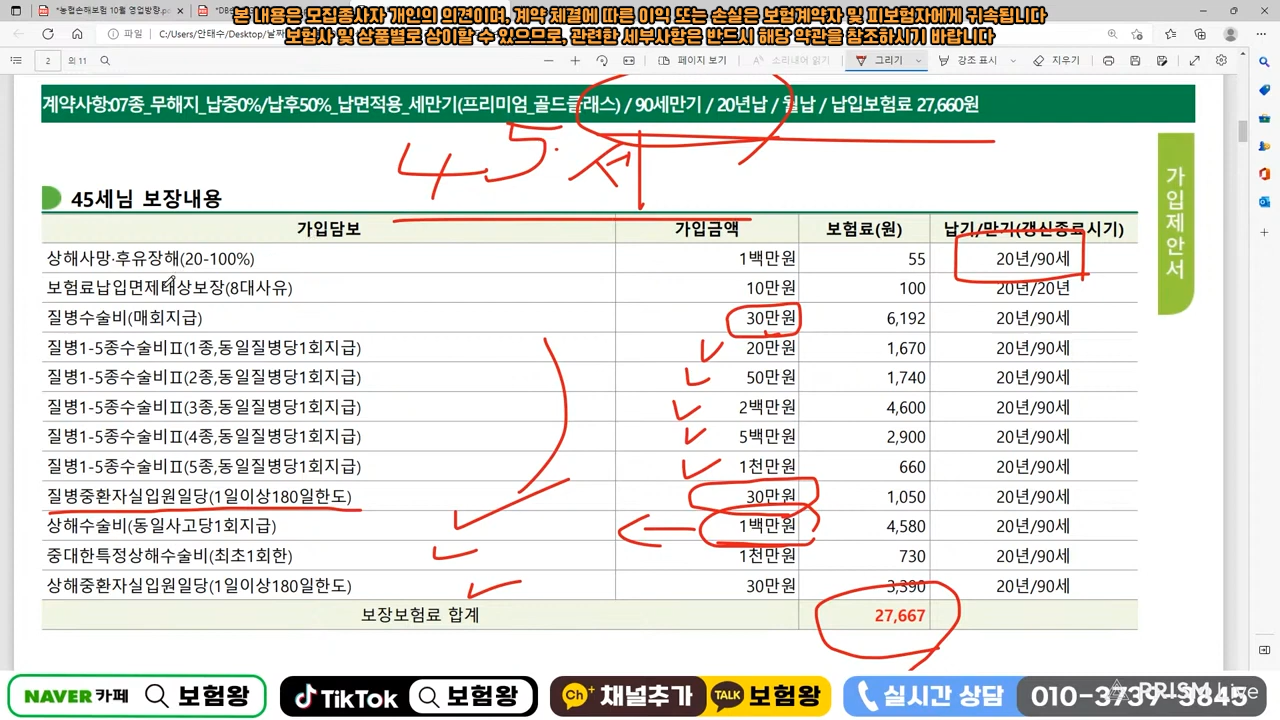 *농협손해보험 10월 영업방향.p
본 내용은 모집종사자 개인의 의견이며, 계약 체결에 따른 이익 또는 손실은 보험계약자 및 피보험자에게 귀속됩니다
보험사 및 상품별로 상이할 수 있으므로, 관련한 세부사항은 반드시 해당 약관을 참조하시기 바랍니다
파일 C:/Users/안태수/Desktop/날짜
2 의 11 페이지 보기 소리내어 읽기 그리기 강조 표시 지우기
계약사항:07종_무해지_납중0%/납후50%_납면적용_세만기(프리미엄_골드클래스) / 90세만기 / 20년납 / 월납 / 납입보험료 27,660원
45세
가입제안서
45세님 보장내용
가입담보 가입금액 보험료(원) 납기/만기(갱신종료시기)
상해사망·후유장해(20-100%) 1백만원 55 20년/90세
보험료납입면제대상보장(8대사유) 10만원 100 20년/20년
질병수술비(매회지급) 30만원 6,192 20년/90세
질병1-5종수술비Ⅱ(1종,동일질병당1회지급) 20만원 1,670 20년/90세
질병1-5종수술비Ⅱ(2종,동일질병당1회지급) 50만원 1,740 20년/90세
질병1-5종수술비Ⅱ(3종,동일질병당1회지급) 2백만원 4,600 20년/90세
질병1-5종수술비Ⅱ(4종,동일질병당1회지급) 5백만원 2,900 20년/90세
질병1-5종수술비Ⅱ(5종,동일질병당1회지급) 1천만원 660 20년/90세
질병중환자실입원일당(1일이상180일한도) 30만원 1,050 20년/90세
상해수술비(동일사고당1회지급) 1백만원 4,580 20년/90세
중대한특정상해수술비(최초1회한) 1천만원 730 20년/90세
상해중환자실입원일당(1일이상180일한도) 30만원 3,390 20년/90세
보장보험료 합계 27,667
NAVER 카페 보험왕 TikTok 보험왕 Ch+ 채널추가 TALK 보험왕 실시간 상담 010-3739-5845
PRISM Live